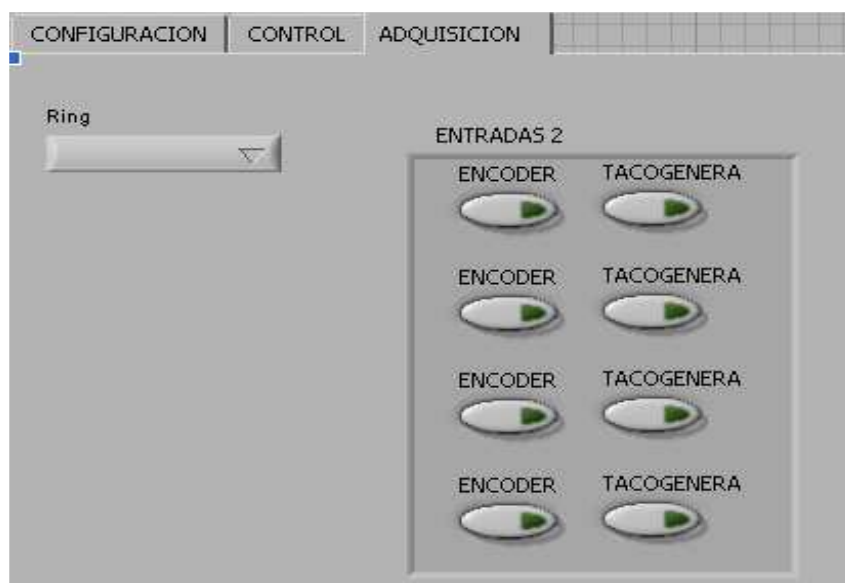 CONFIGURACION CONTROL ADQUISICION
Ring
ENTRADAS 2
ENCODER TACOGENERA
ENCODER TACOGENERA
ENCODER TACOGENERA
ENCODER TACOGENERA